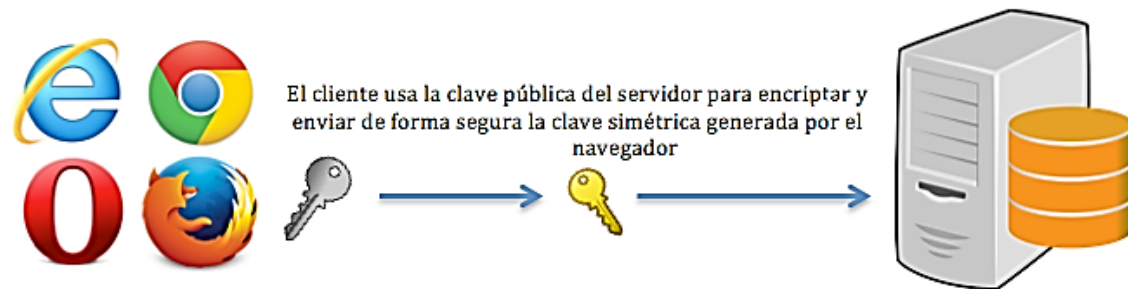 El cliente usa la clave pública del servidor para encriptar y
enviar de forma segura la clave simétrica generada por el
navegador